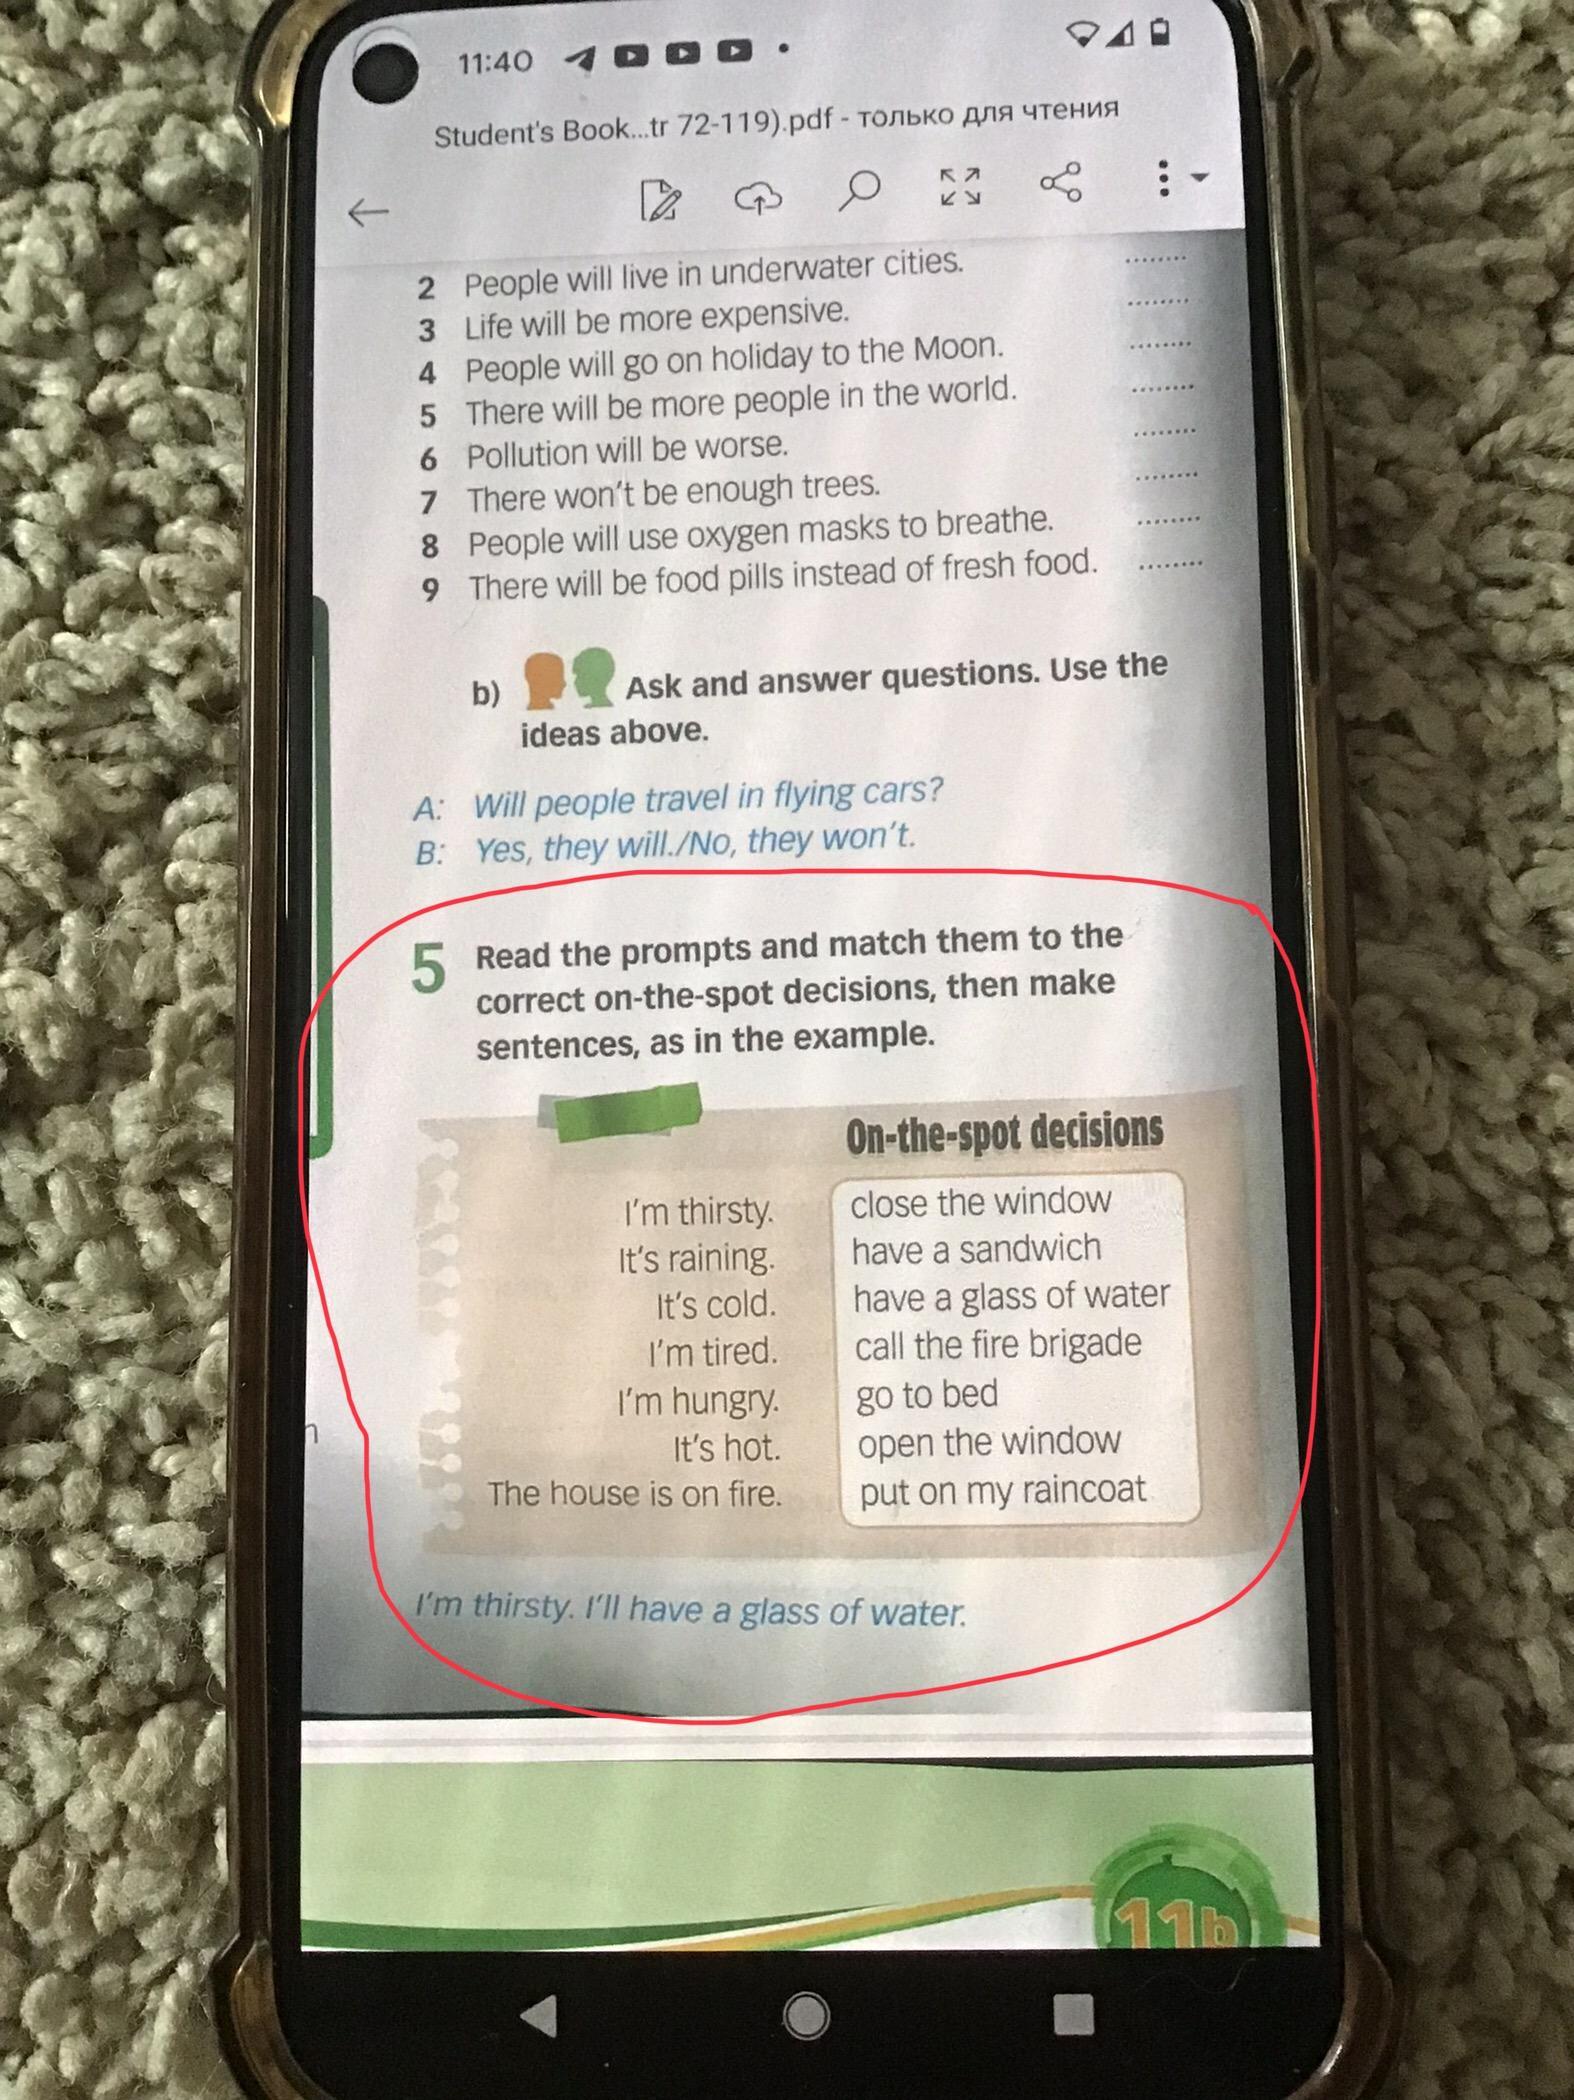 11:40
Student's Book...tr 72-119).pdf - только для чтения
2 People will live in underwater cities. ........
3 Life will be more expensive. ........
4 People will go on holiday to the Moon. ........
5 There will be more people in the world. ........
6 Pollution will be worse. ........
7 There won't be enough trees. ........
8 People will use oxygen masks to breathe. ........
9 There will be food pills instead of fresh food. ........
b) Ask and answer questions. Use the
ideas above.
A: Will people travel in flying cars?
B: Yes, they will./No, they won't.
5 Read the prompts and match them to the
correct on-the-spot decisions, then make
sentences, as in the example.
On-the-spot decisions
I'm thirsty. close the window
It's raining. have a sandwich
It's cold. have a glass of water
I'm tired. call the fire brigade
I'm hungry. go to bed
It's hot. open the window
The house is on fire. put on my raincoat
I'm thirsty. I'll have a glass of water.
11b